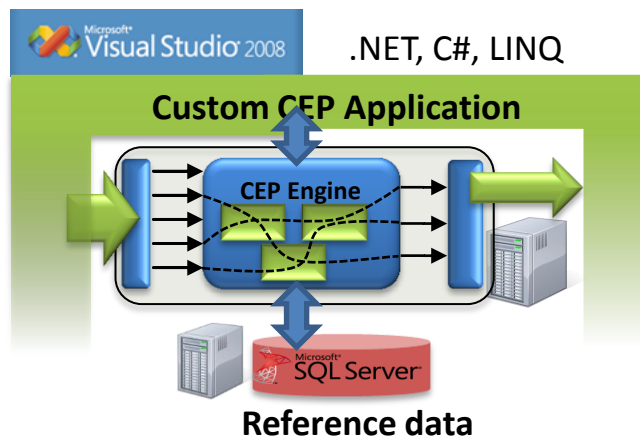 Microsoft®
Visual Studio® 2008
.NET, C#, LINQ
Custom CEP Application
CEP Engine
Microsoft®
SQL Server®
Reference data